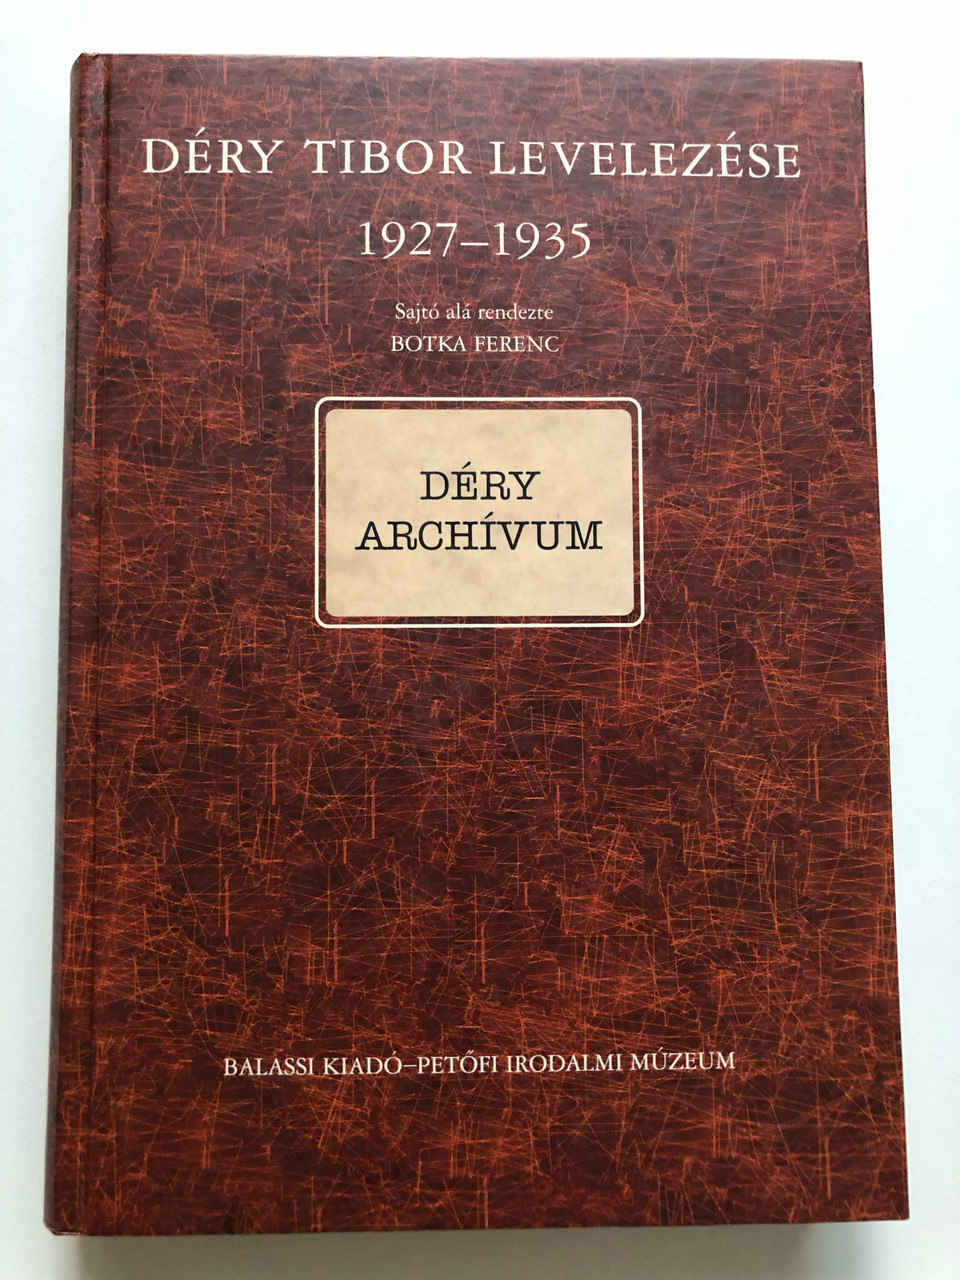 DÉRY TIBOR LEVELEZÉSE
1927–1935
Sajtó alá rendezte
BOTKA FERENC
DÉRY
ARCHÍVUM
BALASSI KIADÓ–PETŐFI IRODALMI MÚZEUM